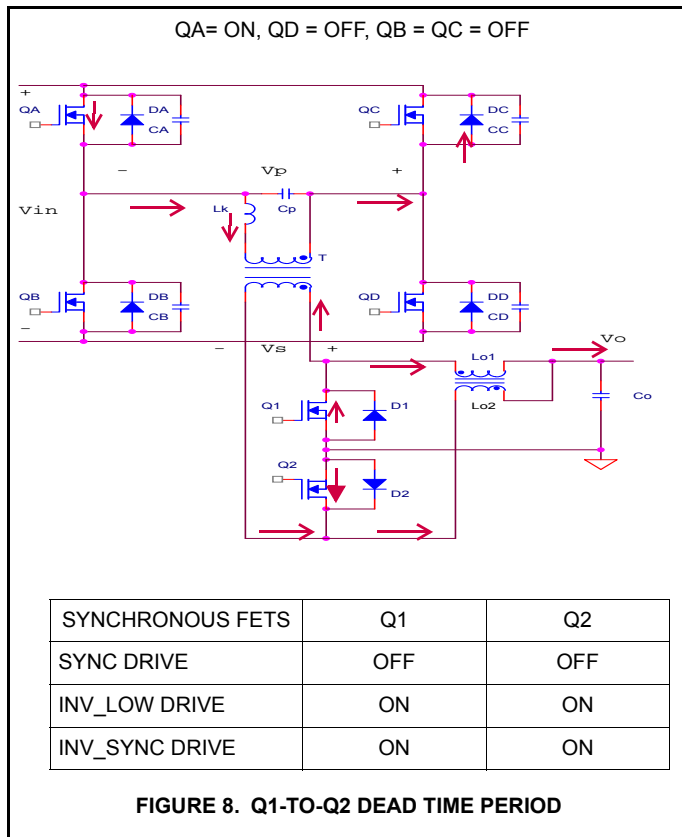 QA= ON, QD = OFF, QB = QC = OFF
+
QA
DA
CA
QC
DC
CC
-
Vp
+
Vin
Lk
Cp
T
QB
DB
CB
QD
DD
CD
-
-
Vs
+
Lo1
Vo
Q1
D1
Lo2
Co
Q2
D2
SYNCHRONOUS FETS Q1 Q2
SYNC DRIVE OFF OFF
INV_LOW DRIVE ON ON
INV_SYNC DRIVE ON ON
FIGURE 8. Q1-TO-Q2 DEAD TIME PERIOD